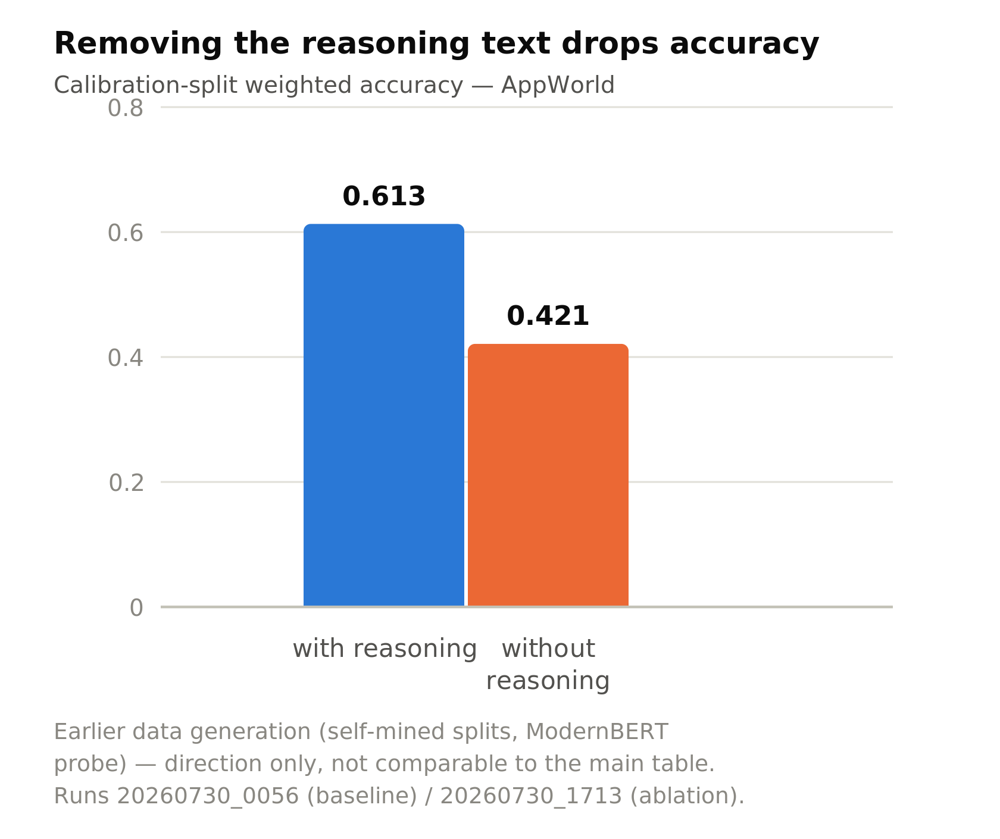 Removing the reasoning text drops accuracy
Calibration-split weighted accuracy — AppWorld
0.8
0.613
0.6
0.421
0.4
0.2
0
with reasoning
without
reasoning
Earlier data generation (self-mined splits, ModernBERT
probe) — direction only, not comparable to the main table.
Runs 20260730_0056 (baseline) / 20260730_1713 (ablation).